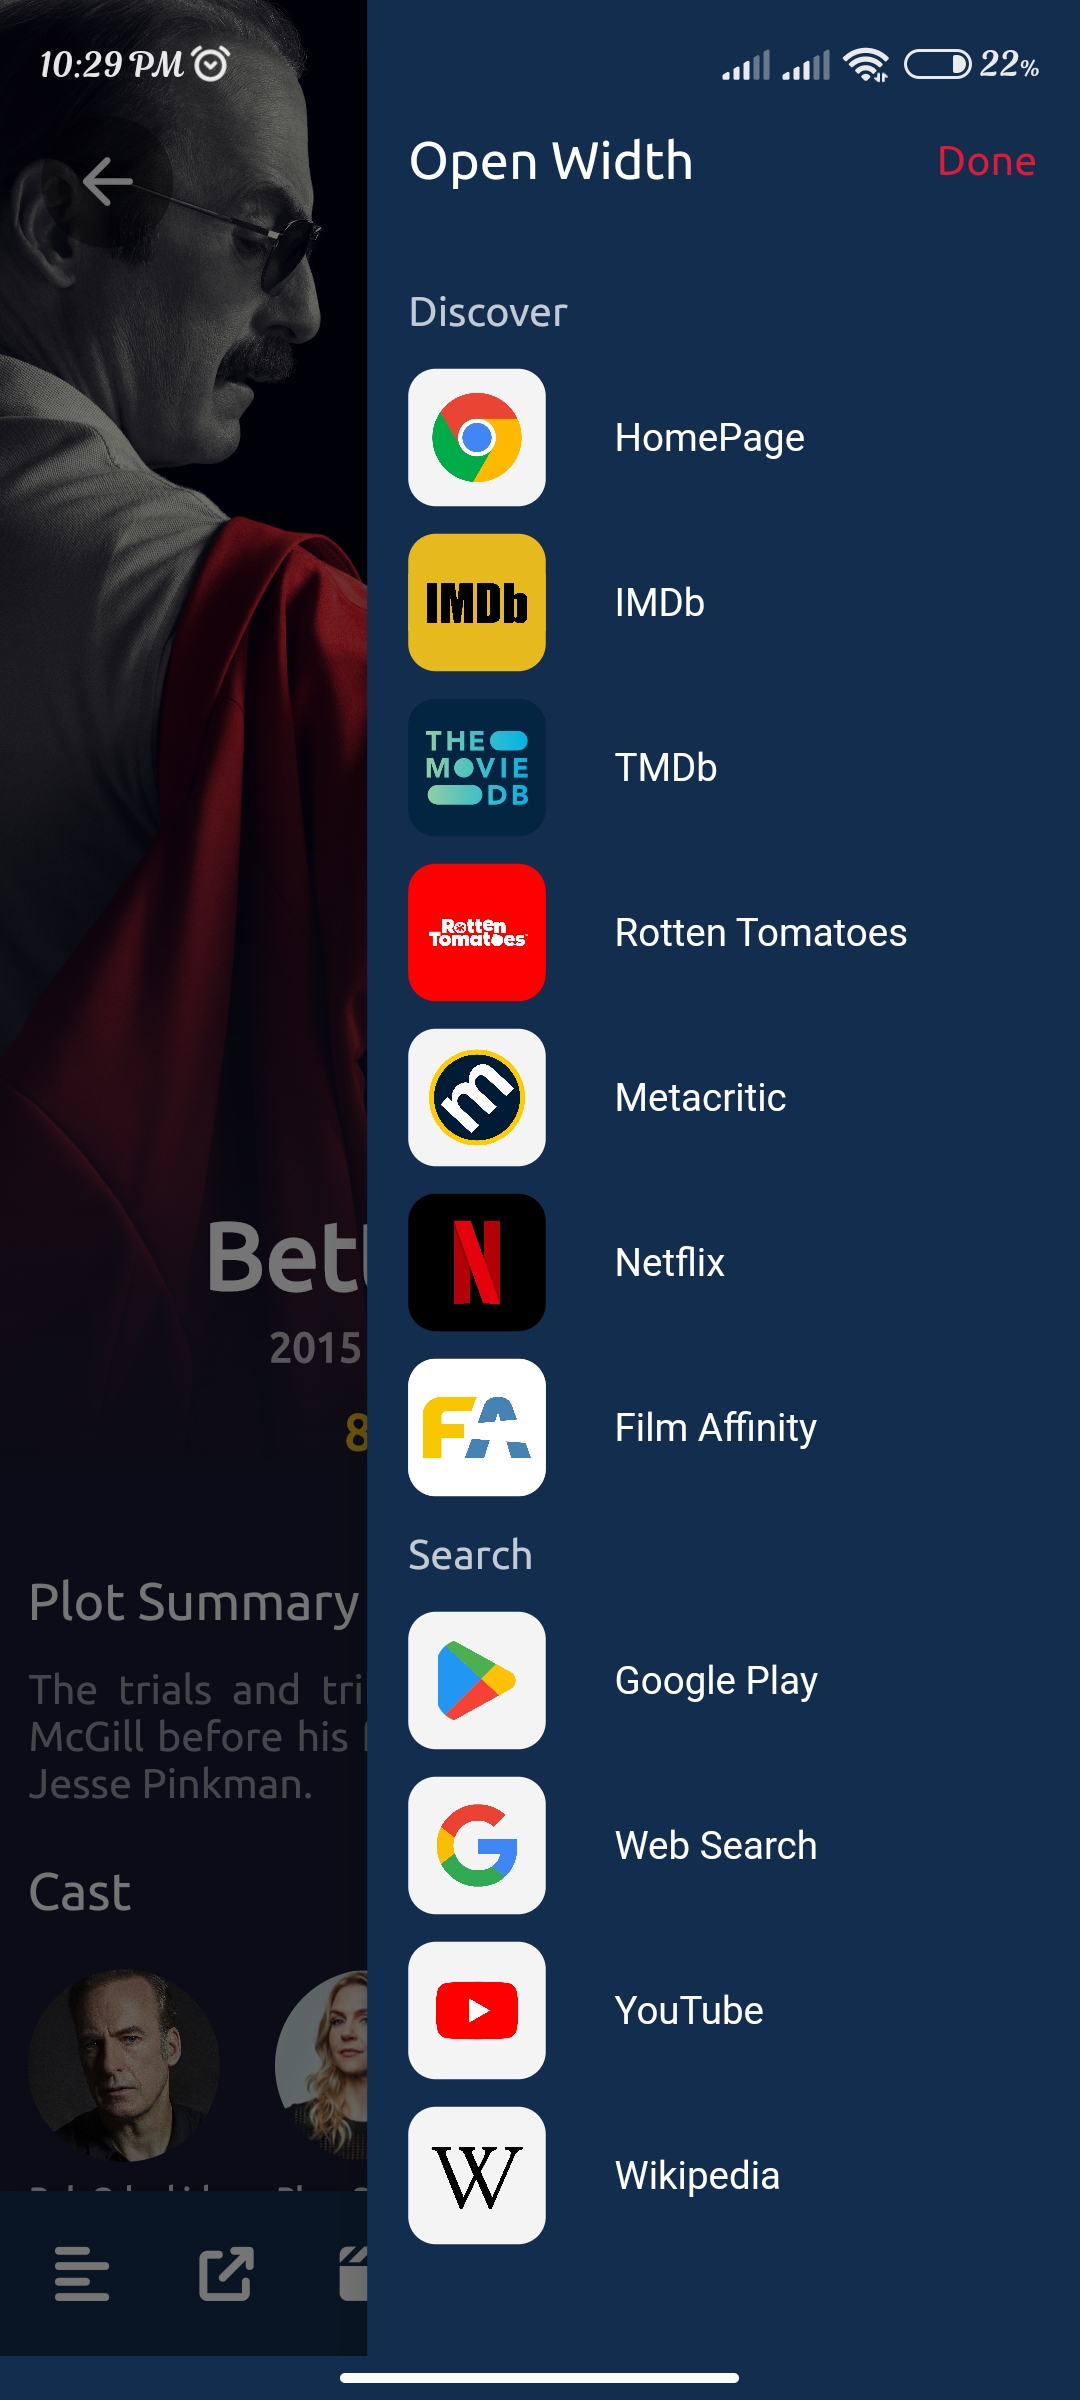 10:29 PM
22%
Open Width
Done
Discover
HomePage
IMDb
IMDb
THE
MOVIE
DB
TMDb
Rotten
Tomatoes
Rotten Tomatoes
m
Metacritic
N
Netflix
FA
Film Affinity
Search
Google Play
G
Web Search
YouTube
W
Wikipedia
Bet
2015
8
Plot Summary
The trials and tri
McGill before his
Jesse Pinkman.
Cast